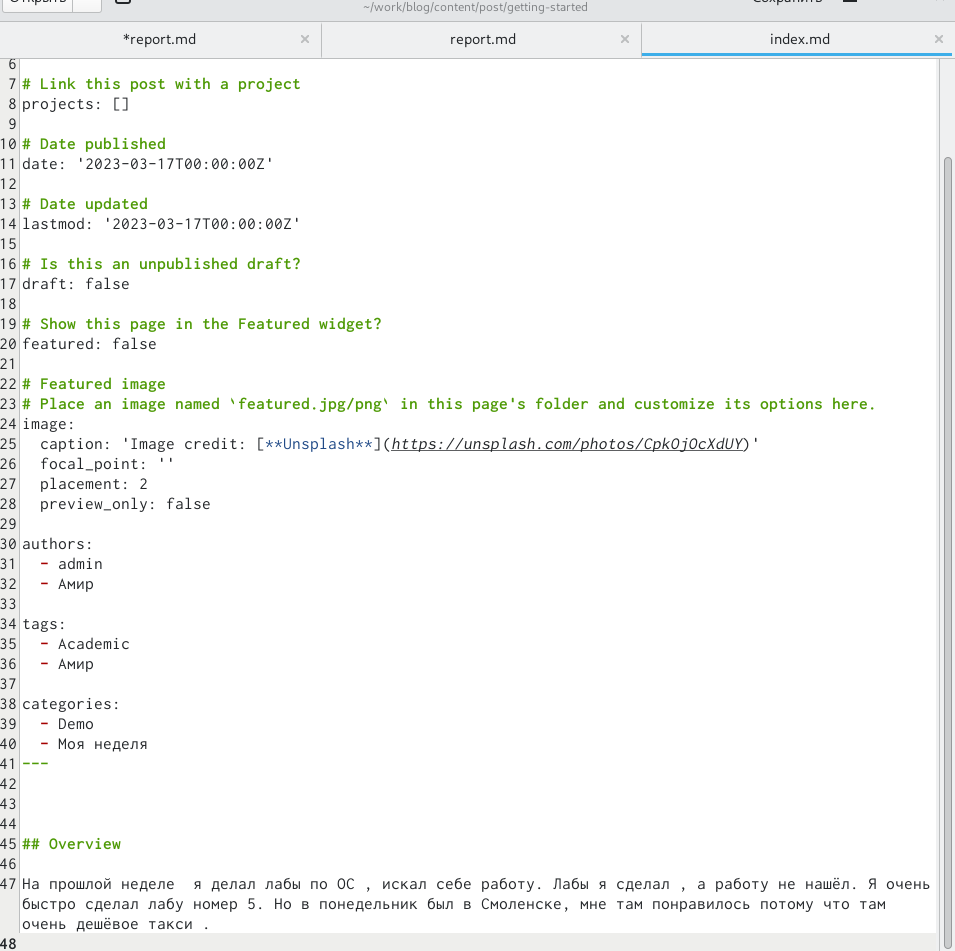 Открыть
Сохранить
~/work/blog/content/post/getting-started
*report.md × report.md × index.md ×
6
7 # Link this post with a project
8 projects: []
9
10 # Date published
11 date: '2023-03-17T00:00:00Z'
12
13 # Date updated
14 lastmod: '2023-03-17T00:00:00Z'
15
16 # Is this an unpublished draft?
17 draft: false
18
19 # Show this page in the Featured widget?
20 featured: false
21
22 # Featured image
23 # Place an image named `featured.jpg/png` in this page's folder and customize its options here.
24 image:
25   caption: 'Image credit: [**Unsplash**](https://unsplash.com/photos/CpkOjOcXdUY)'
26   focal_point: ''
27   placement: 2
28   preview_only: false
29
30 authors:
31   - admin
32   - Амир
33
34 tags:
35   - Academic
36   - Амир
37
38 categories:
39   - Demo
40   - Моя неделя
41 ---
42
43
44
45 ## Overview
46
47 На прошлой неделе  я делал лабы по ОС , искал себе работу. Лабы я сделал , а работу не нашёл. Я очень
быстро сделал лабу номер 5. Но в понедельник был в Смоленске, мне там понравилось потому что там
очень дешёвое такси .
48